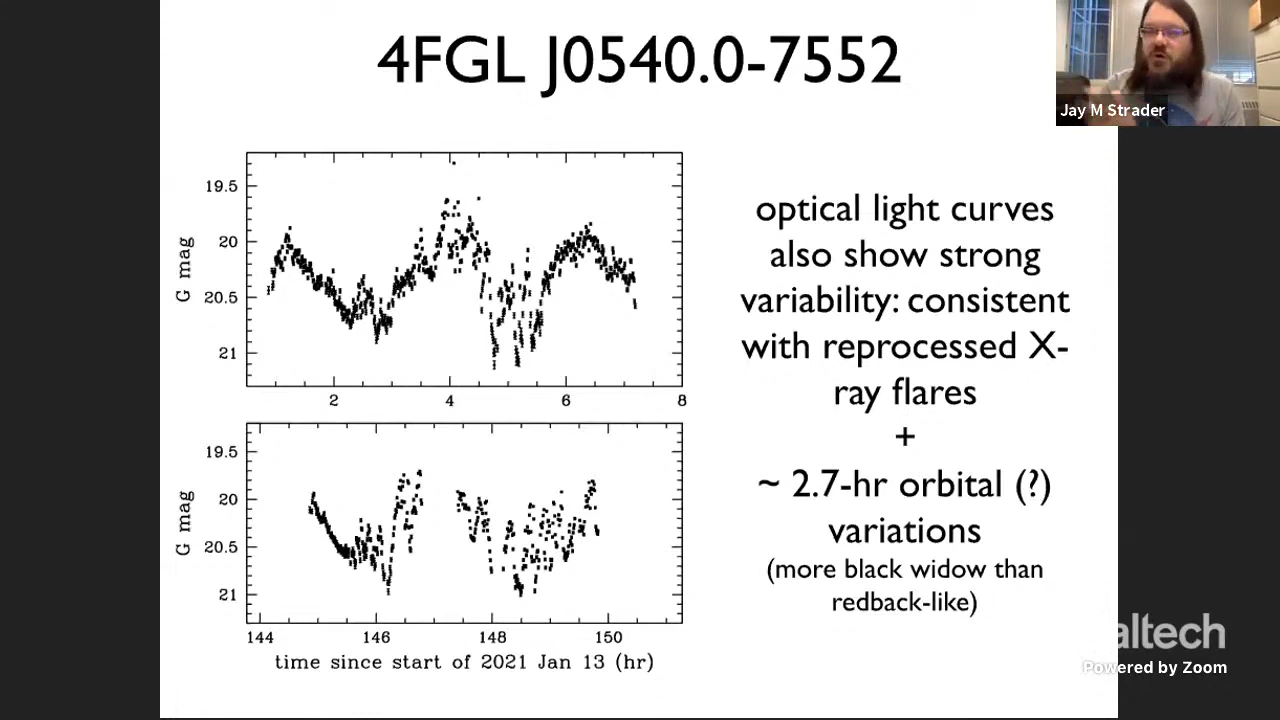 4FGL J0540.0-7552
Jay M Strader
19.5
20
20.5
21
G mag
2
4
6
8
19.5
20
20.5
21
G mag
144
146
148
150
time since start of 2021 Jan 13 (hr)
optical light curves
also show strong
variability: consistent
with reprocessed X-
ray flares
+
~ 2.7-hr orbital (?)
variations
(more black widow than
redback-like)
altech
Powered by Zoom